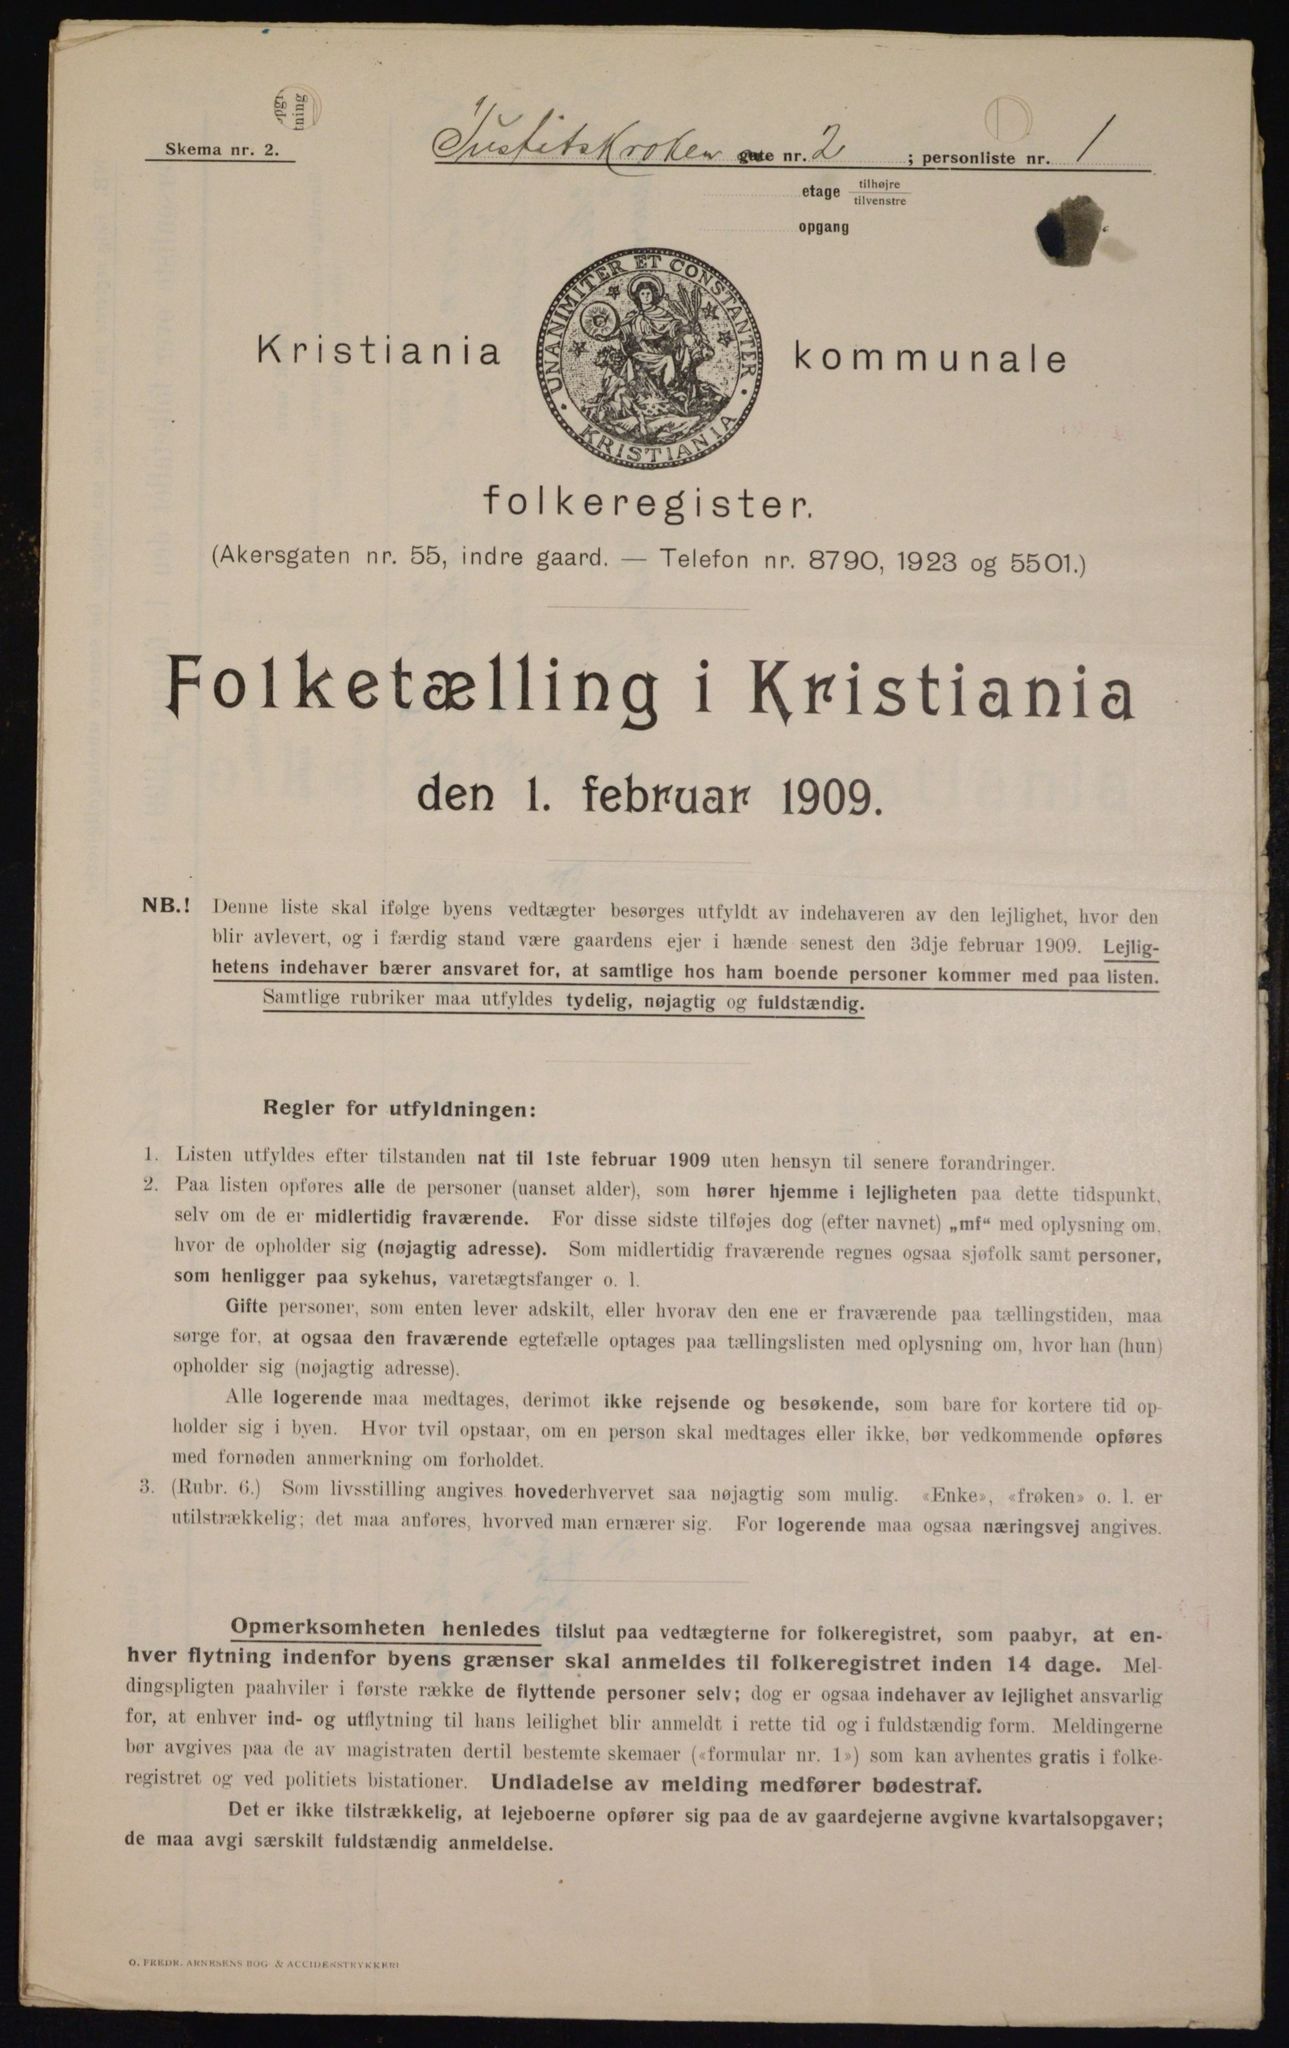 Skema nr. 2.
Justitskroken gate nr. 2 ; personliste nr. 1
etage tilhøjre
tilvenstre
opgang
UNANIMITER ET CONSTANTER
KRISTIANIA
Kristiania kommunale
folkeregister.
(Akersgaten nr. 55, indre gaard. — Telefon nr. 8790, 1923 og 5501.)
Folketælling i Kristiania
den 1. februar 1909.
NB.! Denne liste skal ifølge byens vedtægter besørges utfyldt av indehaveren av den lejlighet, hvor den
blir avlevert, og i færdig stand være gaardens ejer i hænde senest den 3dje februar 1909. Lejlig-
hetens indehaver bærer ansvaret for, at samtlige hos ham boende personer kommer med paa listen.
Samtlige rubriker maa utfyldes tydelig, nøjagtig og fuldstændig.
Regler for utfyldningen:
1. Listen utfyldes efter tilstanden nat til 1ste februar 1909 uten hensyn til senere forandringer.
2. Paa listen opføres alle de personer (uanset alder), som hører hjemme i lejligheten paa dette tidspunkt,
selv om de er midlertidig fraværende. For disse sidste tilføjes dog (efter navnet) „mf“ med oplysning om,
hvor de opholder sig (nøjagtig adresse). Som midlertidig fraværende regnes ogsaa sjøfolk samt personer,
som henligger paa sykehus, varetægtsfanger o. l.
Gifte personer, som enten lever adskilt, eller hvorav den ene er fraværende paa tællingstiden, maa
sørge for, at ogsaa den fraværende egtefælle optages paa tællingslisten med oplysning om, hvor han (hun)
opholder sig (nøjagtig adresse).
Alle logerende maa medtages, derimot ikke rejsende og besøkende, som bare for kortere tid op-
holder sig i byen. Hvor tvil opstaar, om en person skal medtages eller ikke, bør vedkommende opføres
med fornøden anmerkning om forholdet.
3. (Rubr. 6.) Som livsstilling angives hovederhvervet saa nøjagtig som mulig. «Enke», «frøken» o. l. er
utilstrækkelig; det maa anføres, hvorved man ernærer sig. For logerende maa ogsaa næringsvej angives.
Opmerksomheten henledes tilslut paa vedtægterne for folkeregistret, som paabyr, at en-
hver flytning indenfor byens grænser skal anmeldes til folkeregistret inden 14 dage. Mel-
dingspligten paahviler i første række de flyttende personer selv; dog er ogsaa indehaver av lejlighet ansvarlig
for, at enhver ind- og utflytning til hans leilighet blir anmeldt i rette tid og i fuldstændig form. Meldingerne
bør avgives paa de av magistraten dertil bestemte skemaer («formular nr. 1») som kan avhentes gratis i folke-
registret og ved politiets bistationer. Undladelse av melding medfører bødestraf.
Det er ikke tilstrækkelig, at lejeboerne opfører sig paa de av gaardejerne avgivne kvartalsopgaver;
de maa avgi særskilt fuldstændig anmeldelse.
O. FREDR. ARNESENS BOG & ACCIDENSTRYKKERI